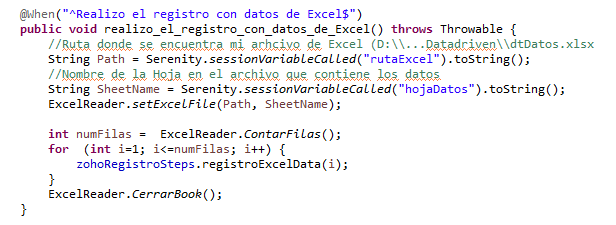 @When("^Realizo el registro con datos de Excel$")
public void realizo_el_registro_con_datos_de_Excel() throws Throwable {
//Ruta donde se encuentra mi arhcivo de Excel (D:\\...Datadriven\\dtDatos.xlsx
String Path = Serenity.sessionVariableCalled("rutaExcel").toString();
//Nombre de la Hoja en el archivo que contiene los datos
String SheetName = Serenity.sessionVariableCalled("hojaDatos").toString();
ExcelReader.setExcelFile(Path, SheetName);
int numFilas =  ExcelReader.ContarFilas();
for  (int i=1; i<=numFilas; i++) {
zohoRegistroSteps.registroExcelData(i);
}
ExcelReader.CerrarBook();
}